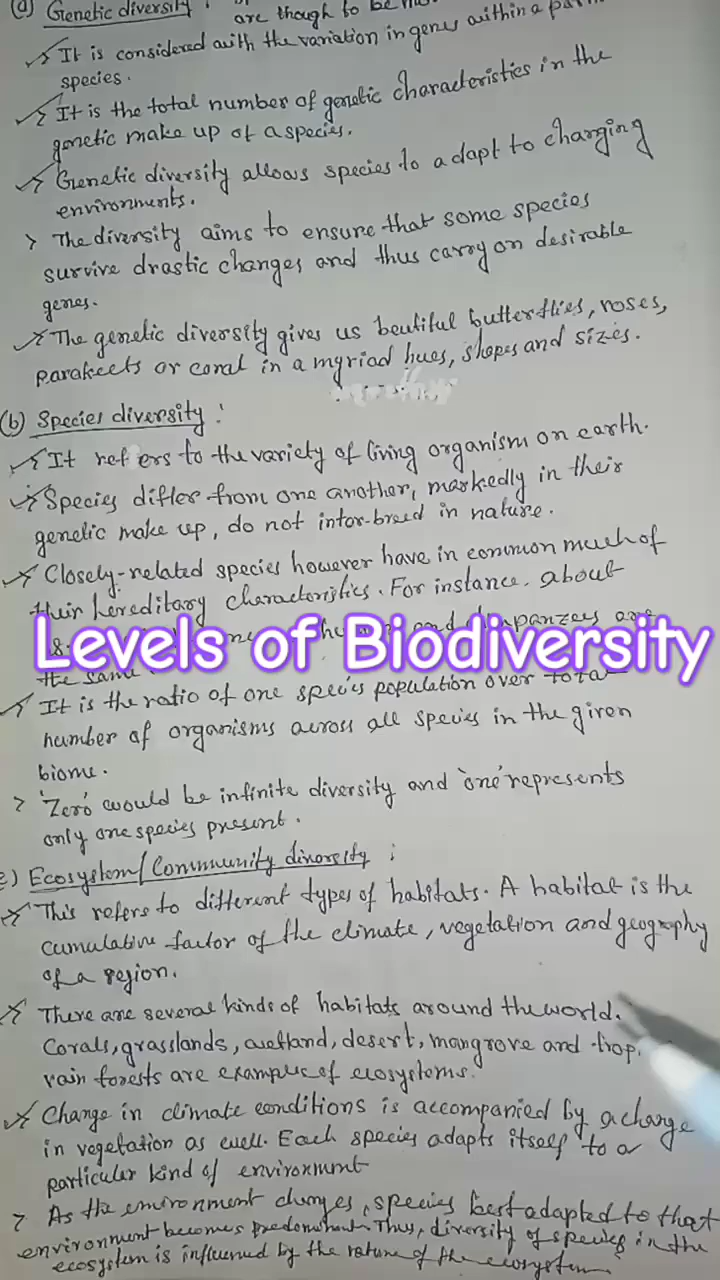 (a) Genetic diversity :
are though to be
It is considered with the variation in genes within a
species.
It is the total number of genetic characteristics in the
genetic make up of a species.
Genetic diversity allows species to adapt to changing
environments.
The diversity aims to ensure that some species
survive drastic changes and thus carry on desirable
genes.
The genetic diversity gives us beutiful butterflies, roses,
parakeets or coral in a myriad hues, shapes and sizes.
(b) Species diversity :
It refers to the variety of living organism on earth.
Species differ from one another, markedly in their
genetic make up, do not inter-breed in nature.
Closely-related species however have in common much of
their hereditary characteristics. For instance, about
and chimpanzees are
Levels of Biodiversity
the same
It is the ratio of one species population over total
number of organisms across all species in the given
biome.
'Zero' would be infinite diversity and 'one' represents
only one species present.
c) Ecosystem/Community diversity :
This refers to different types of habitats. A habitat is the
cumulative factor of the climate, vegetation and geography
of a region.
There are several kinds of habitats around the world.
Corals, grasslands, wetland, desert, mangrove and trop.
rain forests are examples of ecosystems.
Change in climate conditions is accompanied by a change
in vegetation as well. Each species adapts itself to a
particular kind of environment
As the environment changes, species best adapted to that
environment becomes predominant. Thus, diversity of species in the
ecosystem is influenced by the nature of the ecosystem.